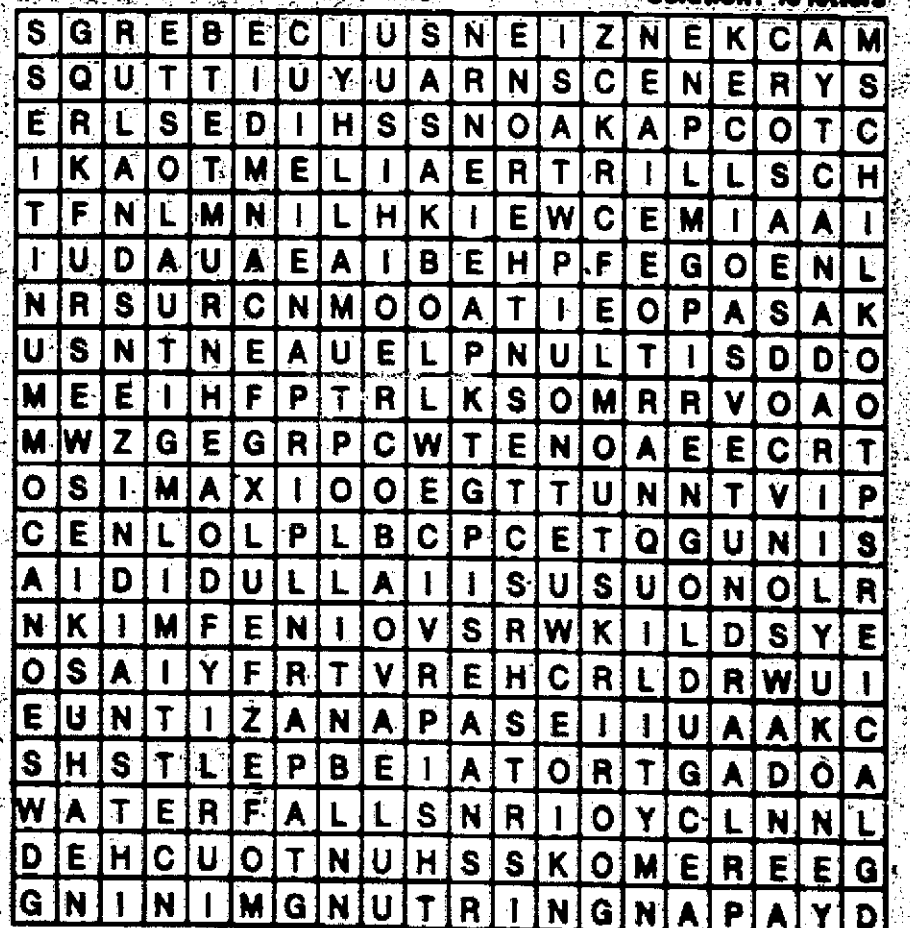 S G R E B E C I U S N E I Z N E K C A M
S Q U T T I U Y U A R N S C E N E R Y S
E R L S E D I H S S N O A K A P C O T C
I K A O T M E L I A E R T R I L L S C H
T F N L M N I L H K I E W C E M I A A I
I U D A U A E A I B E H P F E G O E N L
N R S U R C N M O O A T I E O P A S A K
U S N T N E A U E L P N U L T I S D D O
M E E I H F P T R L K S O M R R V O A O
M W Z G E G R P C W T E N O A E E C R T
O S I M A X I O O E G T T U N N T V I P
C E N L O L P L B C P C E T Q G U N I S
A I D I D U L L A I I S U S U O N O L R
N K I M F E N I O V S R W K I L D S Y E
O S A I Y F R T V R E H C R L D R W U I
E U N T I Z A N A P A S E I I U A A K C
S H S T L E P B E I A T O R T G A D O A
W A T E R F A L L S N R I O Y C L N N L
D E H C U O T N U H S S K O M E R E E G
G N I N I M G N U T R I N G N A P A Y D